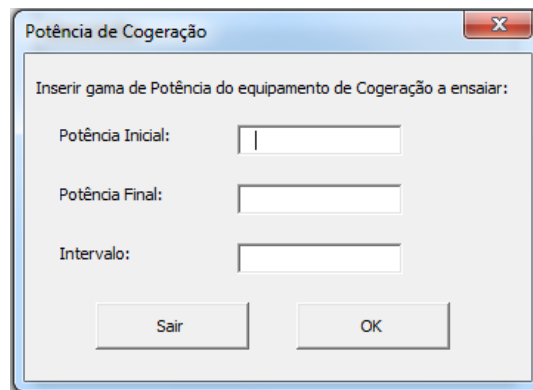 Potência de Cogeração
Inserir gama de Potência do equipamento de Cogeração a ensaiar:
Potência Inicial:
Potência Final:
Intervalo:
Sair OK